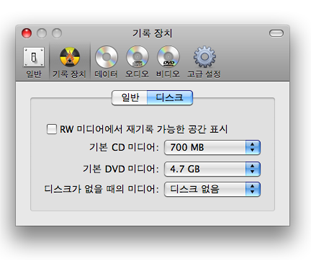 기록 장치
일반 기록 장치 데이터 오디오 비디오 고급 설정
일반 디스크
RW 미디어에서 재기록 가능한 공간 표시
기본 CD 미디어: 700 MB
기본 DVD 미디어: 4.7 GB
디스크가 없을 때의 미디어: 디스크 없음